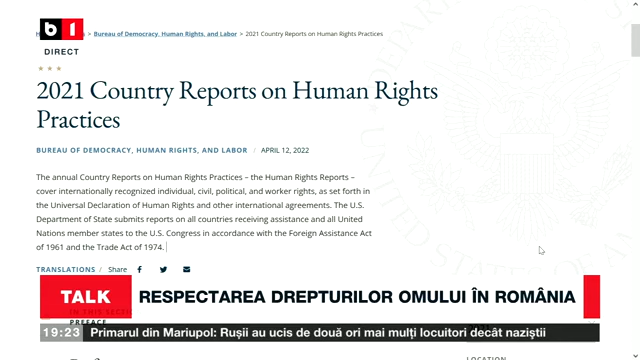 b1
DIRECT
> Bureau of Democracy, Human Rights, and Labor > 2021 Country Reports on Human Rights Practices
2021 Country Reports on Human Rights
Practices
BUREAU OF DEMOCRACY, HUMAN RIGHTS, AND LABOR / APRIL 12, 2022
The annual Country Reports on Human Rights Practices – the Human Rights Reports –
cover internationally recognized individual, civil, political, and worker rights, as set forth in
the Universal Declaration of Human Rights and other international agreements. The U.S.
Department of State submits reports on all countries receiving assistance and all United
Nations member states to the U.S. Congress in accordance with the Foreign Assistance Act
of 1961 and the Trade Act of 1974.
TRANSLATIONS / Share
TALK RESPECTAREA DREPTURILOR OMULUI ÎN ROMÂNIA
IN THIS SECTI
PREFACE
19:23 Primarul din Mariupol: Rușii au ucis de două ori mai mulți locuitori decât naziștii
LOCATION